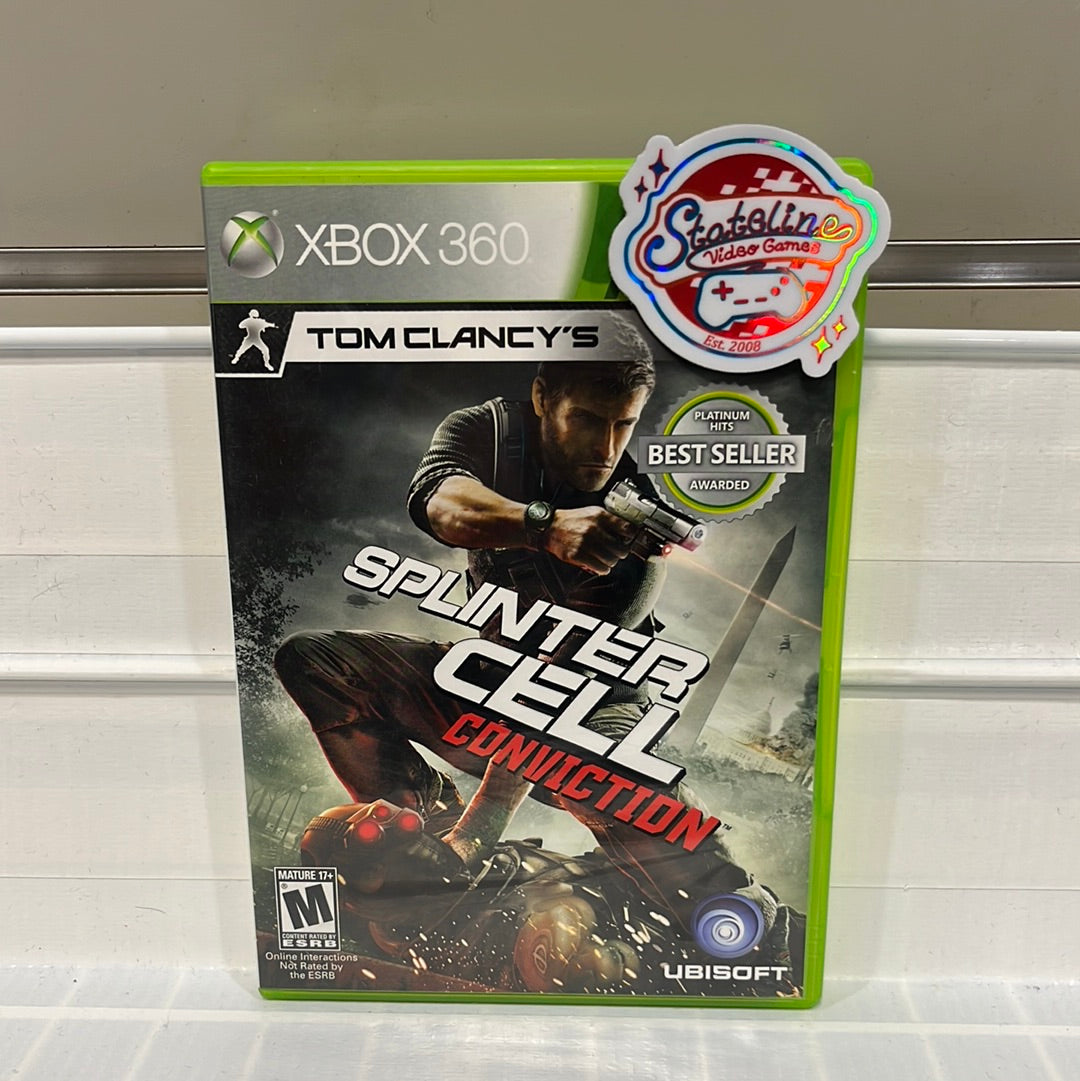 XBOX 360
Stateline
Video Games
Est. 2008
TOM CLANCY'S
PLATINUM
HITS
BEST SELLER
AWARDED
SPLINTER
CELL
CONVICTION™
MATURE 17+
M
®
CONTENT RATED BY
ESRB
Online Interactions
Not Rated by
the ESRB
UBISOFT